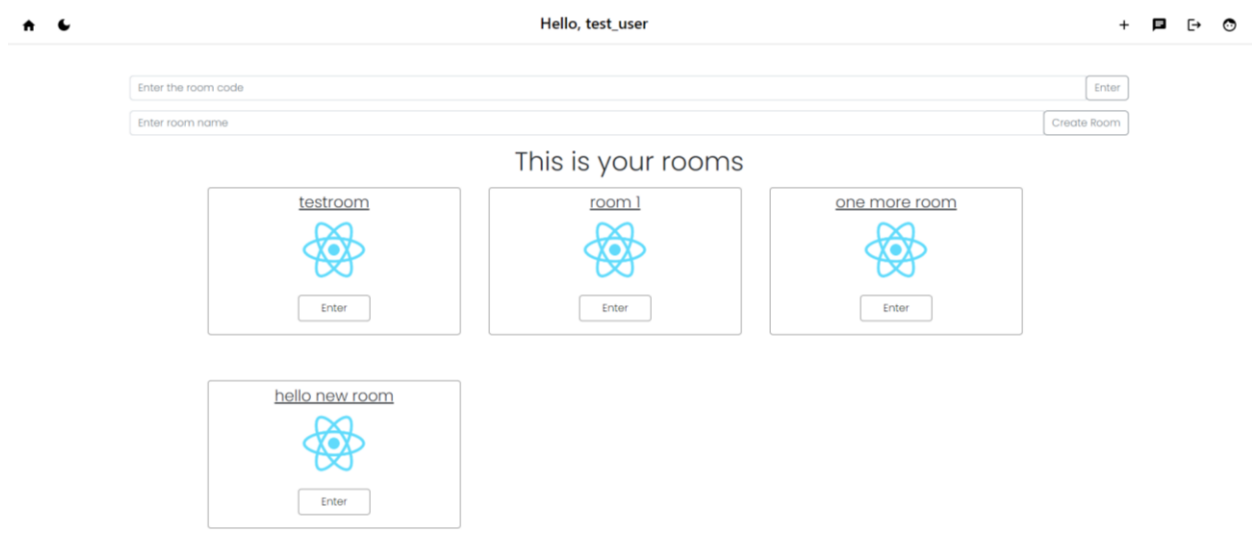 Hello, test_user
Enter the room code Enter
Enter room name Create Room
This is your rooms
testroom room 1 one more room
Enter Enter Enter
hello new room
Enter